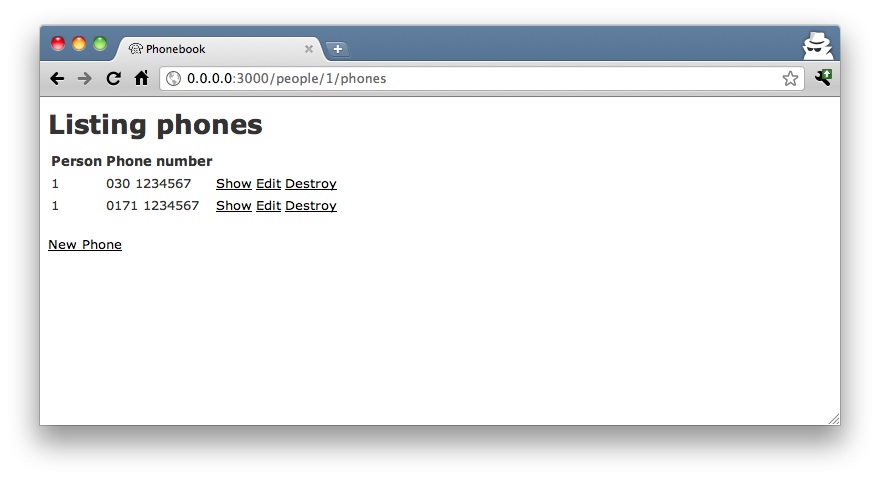 Phonebook
0.0.0.0:3000/people/1/phones
Listing phones
Person Phone number
1 030 1234567 Show Edit Destroy
1 0171 1234567 Show Edit Destroy
New Phone